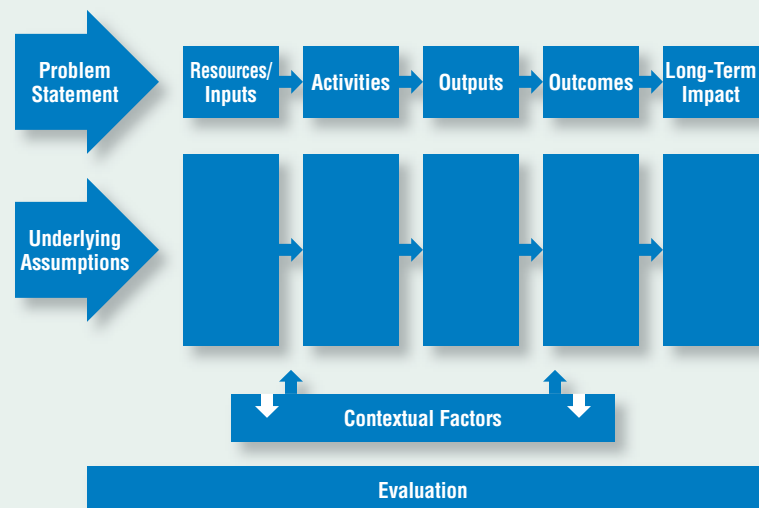 Problem
Statement
Resources/
Inputs
Activities
Outputs
Outcomes
Long-Term
Impact
Underlying
Assumptions
Contextual Factors
Evaluation